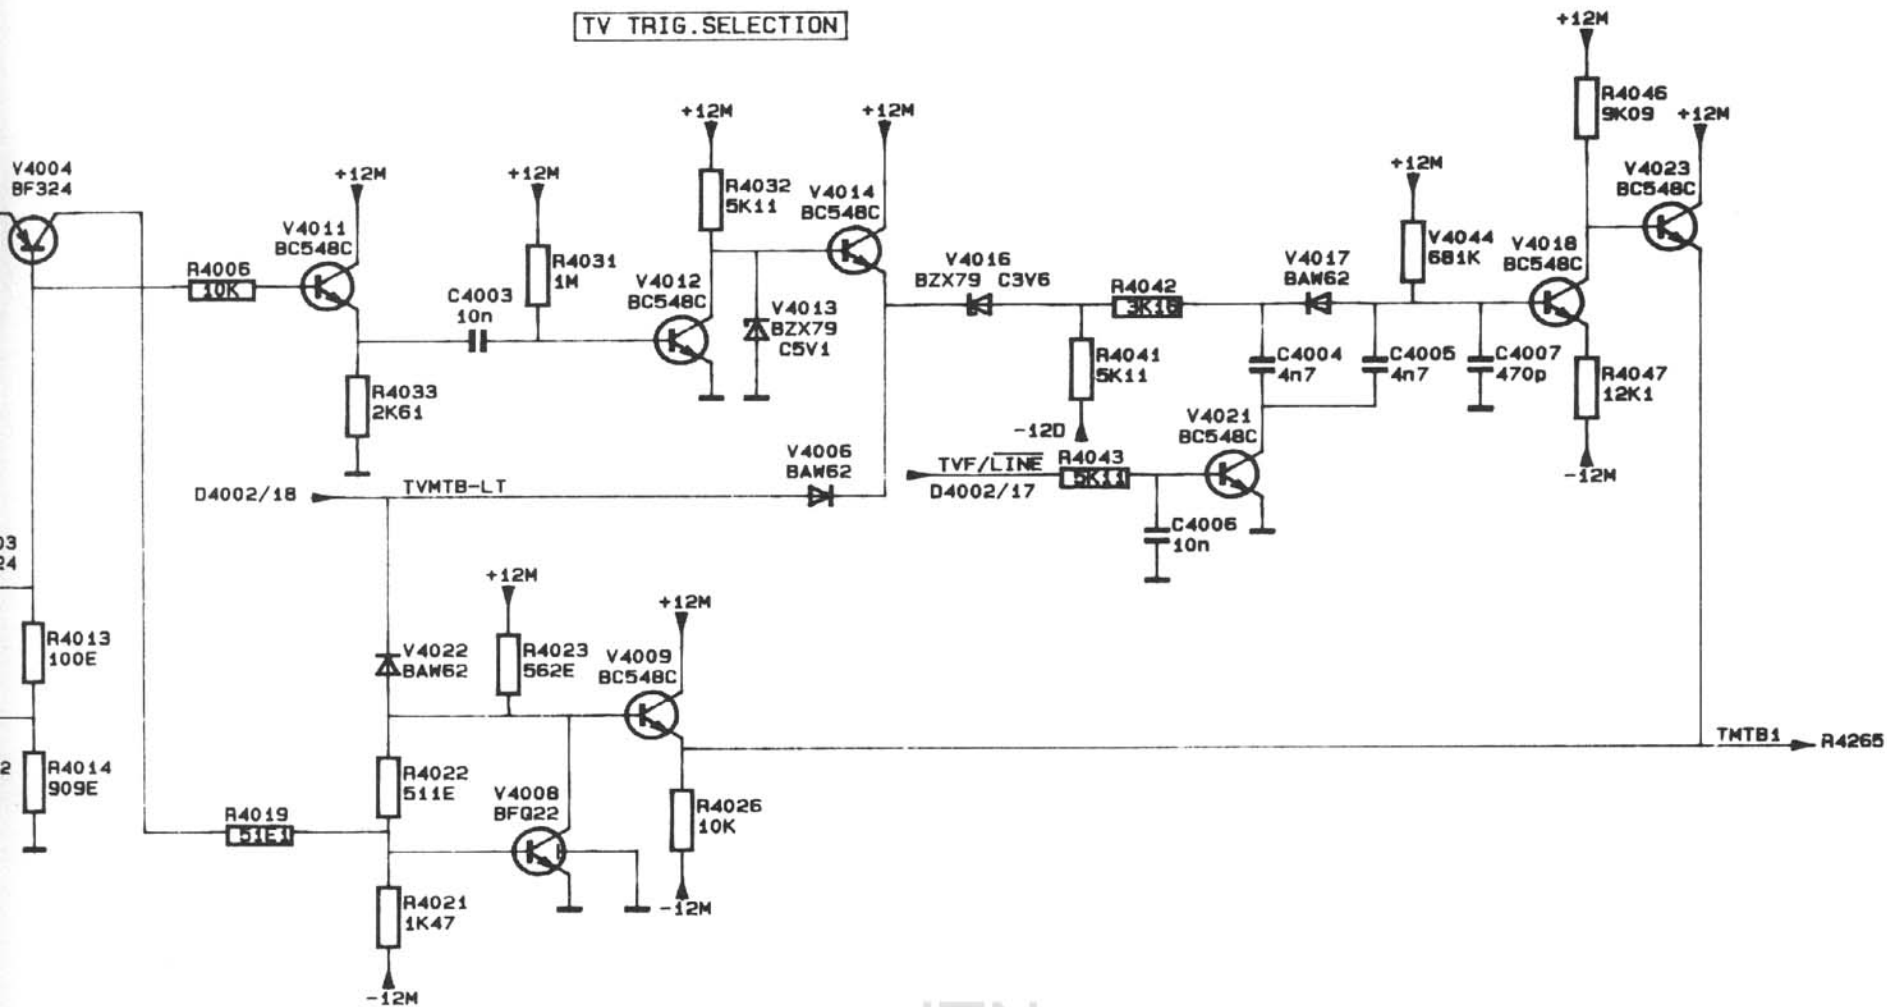 TV TRIG.SELECTION
+12M
R4046
9K09
+12M
+12M
+12M
V4004
BF324
+12M
+12M
R4032
5K11
V4014
BC548C
+12M
V4023
BC548C
V4011
BC548C
R4006
10K
R4031
1M
C4003
10n
V4012
BC548C
V4013
BZX79
C5V1
V4016
BZX79 C3V6
R4042
3K16
V4017
BAW62
V4044
681K
V4018
BC548C
R4033
2K61
R4041
5K11
-12D
C4004
4n7
C4005
4n7
C4007
470p
R4047
12K1
-12M
V4021
BC548C
D4002/18
TVMTB-LT
V4006
BAW62
TVF/LINE
D4002/17
R4043
5K11
C4006
10n
03
24
+12M
+12M
R4013
100E
V4022
BAW62
R4023
562E
V4009
BC548C
TMTB1
R4265
2
R4014
909E
R4019
51E1
R4022
511E
V4008
BFQ22
R4026
10K
-12M
R4021
1K47
-12M